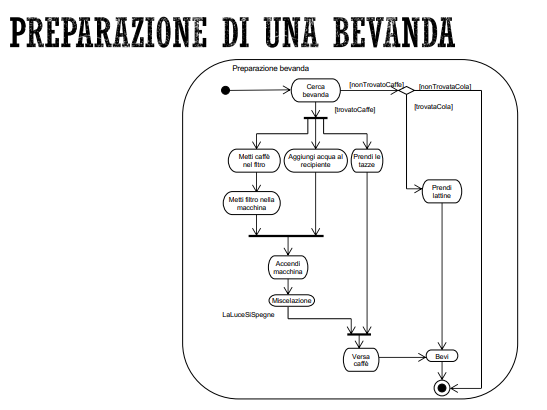 PREPARAZIONE DI UNA BEVANDA
Preparazione bevanda
Cerca
bevanda
[nonTrovatoCaffe]
[nonTrovataCola]
[trovatoCaffe]
[trovataCola]
Metti caffè
nel fitro
Aggiungi acqua al
recipiente
Prendi le
tazze
Prendi
lattine
Metti filtro nella
macchina
Accendi
macchina
Miscelazione
LaLuceSiSpegne
Versa
caffè
Bevi